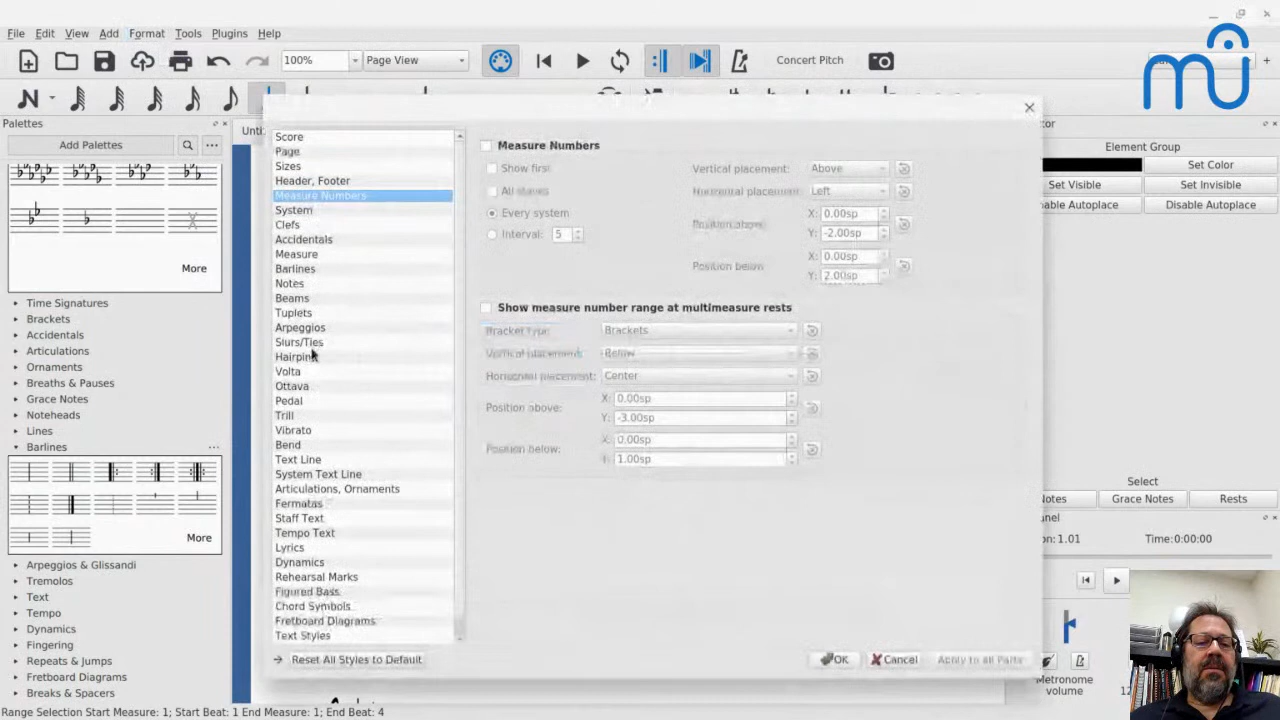 File Edit View Add Format Tools Plugins Help
100% Page View Concert Pitch
Palettes
Add Palettes
More
Time Signatures
Brackets
Accidentals
Articulations
Ornaments
Breaths & Pauses
Grace Notes
Noteheads
Lines
Barlines
More
Arpeggios & Glissandi
Tremolos
Text
Tempo
Dynamics
Fingering
Repeats & Jumps
Fretboard Diagrams
Breaks & Spacers
Score
Page
Sizes
Header, Footer
Measure Numbers
System
Clefs
Accidentals
Measure
Barlines
Notes
Beams
Tuplets
Arpeggios
Slurs/Ties
Hairpins
Volta
Ottava
Pedal
Trill
Vibrato
Bend
Text Line
System Text Line
Articulations, Ornaments
Fermatas
Staff Text
Tempo Text
Lyrics
Dynamics
Rehearsal Marks
Figured Bass
Chord Symbols
Fretboard Diagrams
Text Styles
Reset All Styles to Default
Measure Numbers
Show first
All staves
Every system
Interval: 5
Vertical placement: Above
Horizontal placement: Left
Position above: X: 0.00sp
Y: -2.00sp
Position below X: 0.00sp
Y: 2.00sp
Show measure number range at multimeasure rests
Bracket type: Brackets
Vertical placement: Below
Horizontal placement: Center
Position above: X: 0.00sp
Y: -3.00sp
Position below: X: 0.00sp
1.00sp
OK Cancel Apply to all Parts
Element Group
Set Color
Set Visible Set Invisible
able Autoplace Disable Autoplace
Select
Notes Grace Notes Rests
on: 1.01 Time:0:00:00
Metronome
volume
Range Selection Start Measure: 1; Start Beat: 1 End Measure: 1; End Beat: 4